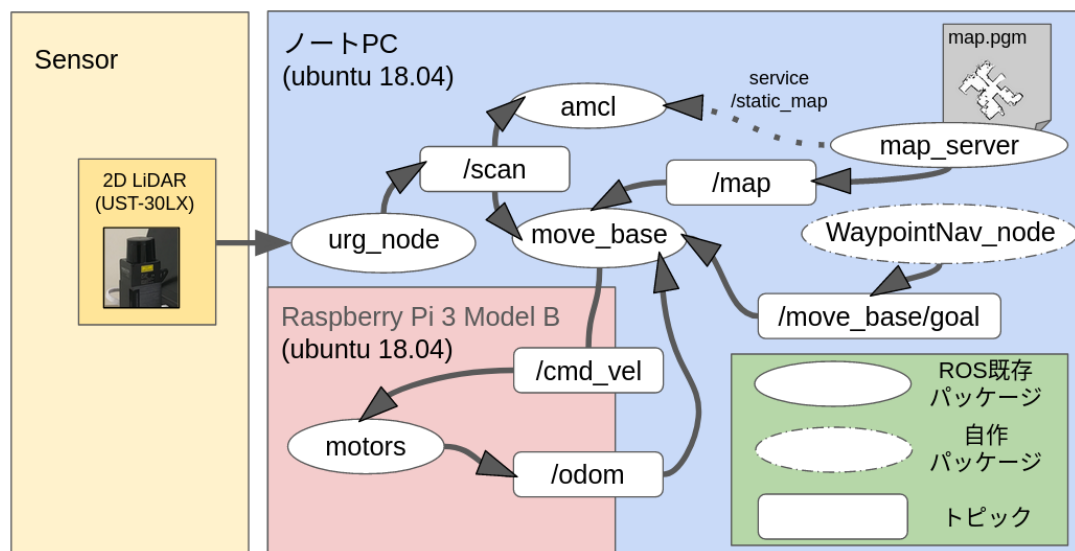 Sensor
2D LiDAR
(UST-30LX)
ノートPC
(ubuntu 18.04)
service
/static_map
map.pgm
amcl
map_server
/scan
/map
urg_node
move_base
WaypointNav_node
/move_base/goal
Raspberry Pi 3 Model B
(ubuntu 18.04)
/cmd_vel
motors
/odom
ROS既存
パッケージ
自作
パッケージ
トピック